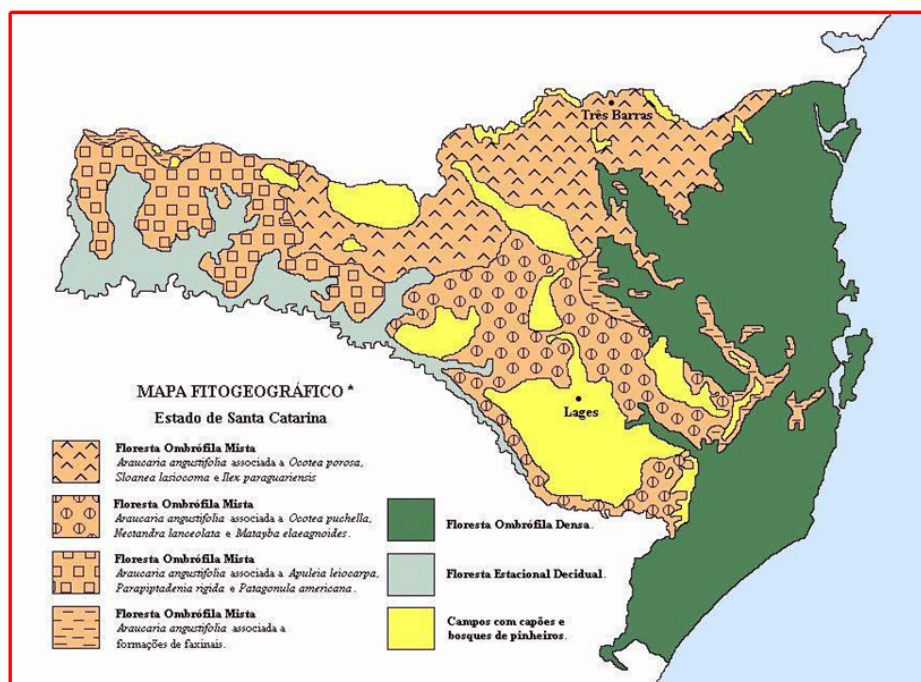 Três Barras
Lages
MAPA FITOGEOGRÁFICO *
Estado de Santa Catarina
Floresta Ombrófila Mista
Araucaria angustifolia associada a Ocotea porosa,
Sloanea lasiocoma e Ilex paraguariensis
Floresta Ombrófila Mista
Araucaria angustifolia associada a Ocotea puchella,
Nectandra lanceolata e Matayba elaeagnoides.
Floresta Ombrófila Mista
Araucaria angustifolia associada a Apuleia leiocarpa,
Parapiptadenia rigida e Patagonula americana.
Floresta Ombrófila Mista
Araucaria angustifolia associada a
formações de faxinais.
Floresta Ombrófila Densa.
Floresta Estacional Decidual.
Campos com capões e
bosques de pinheiros.